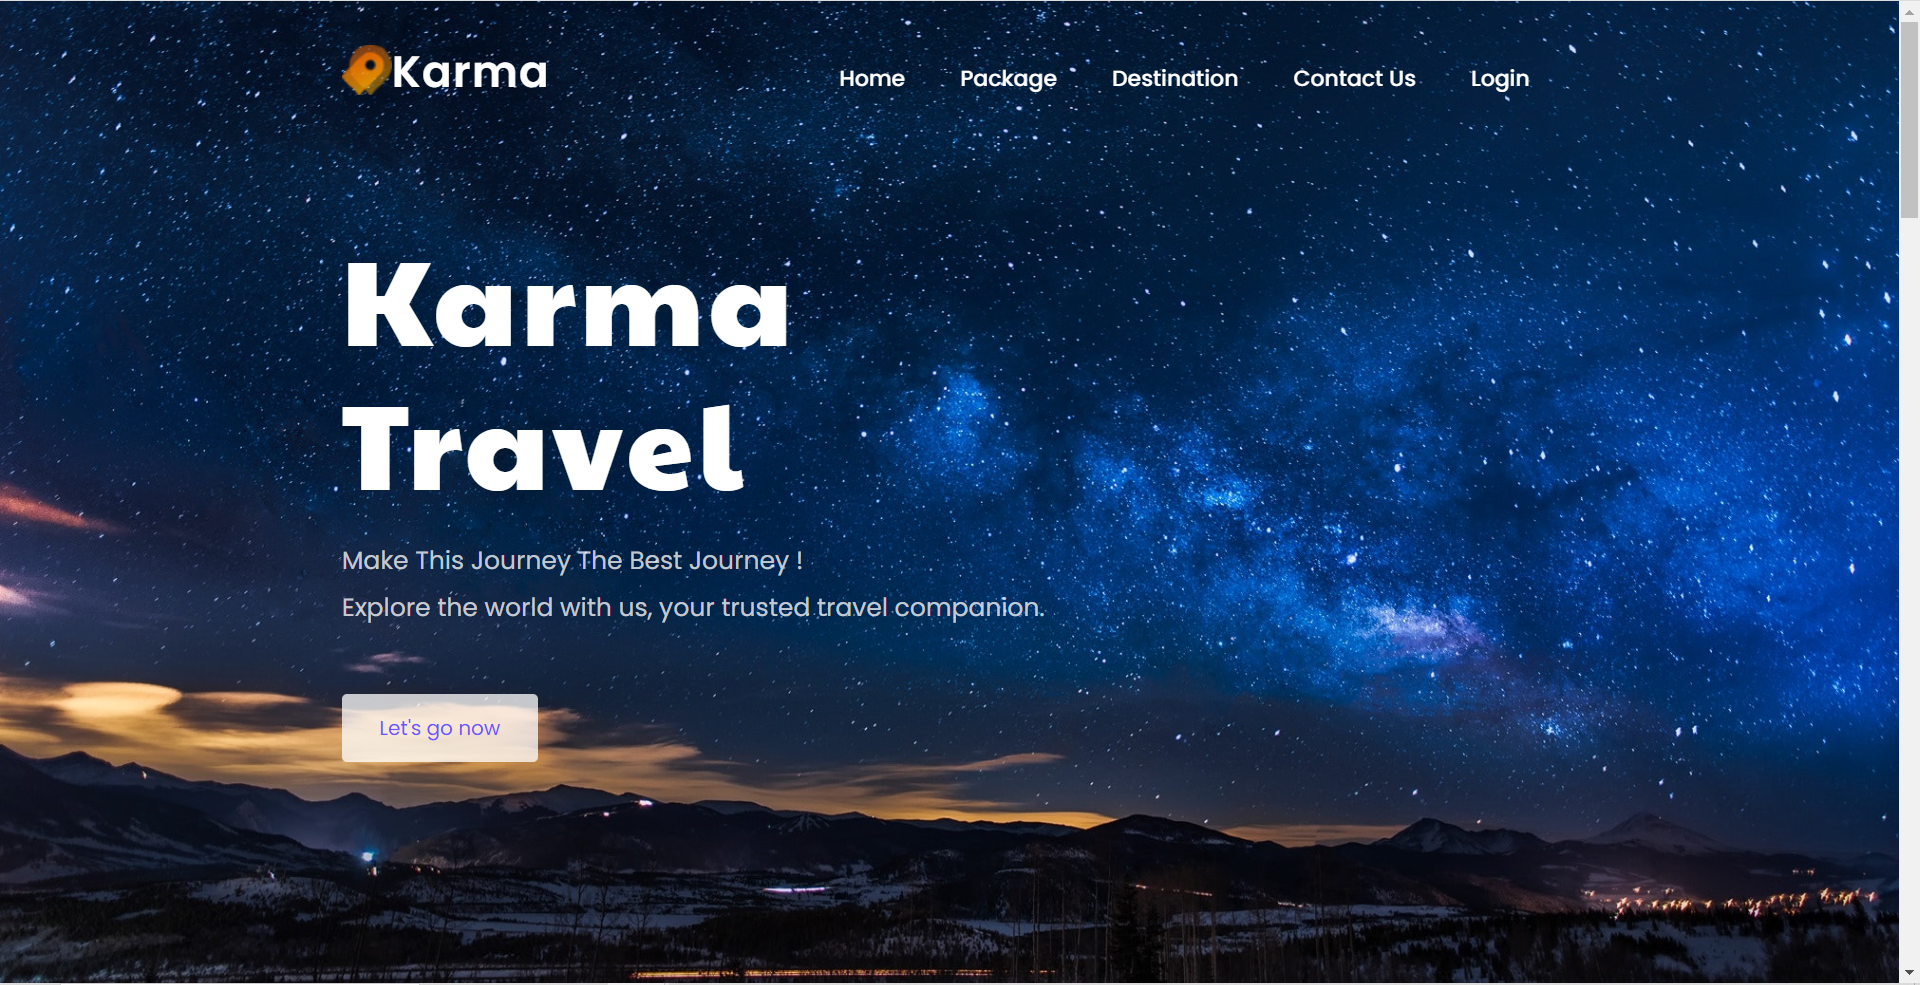 Karma
Home Package Destination Contact Us Login
Karma
Travel
Make This Journey The Best Journey !
Explore the world with us, your trusted travel companion.
Let's go now